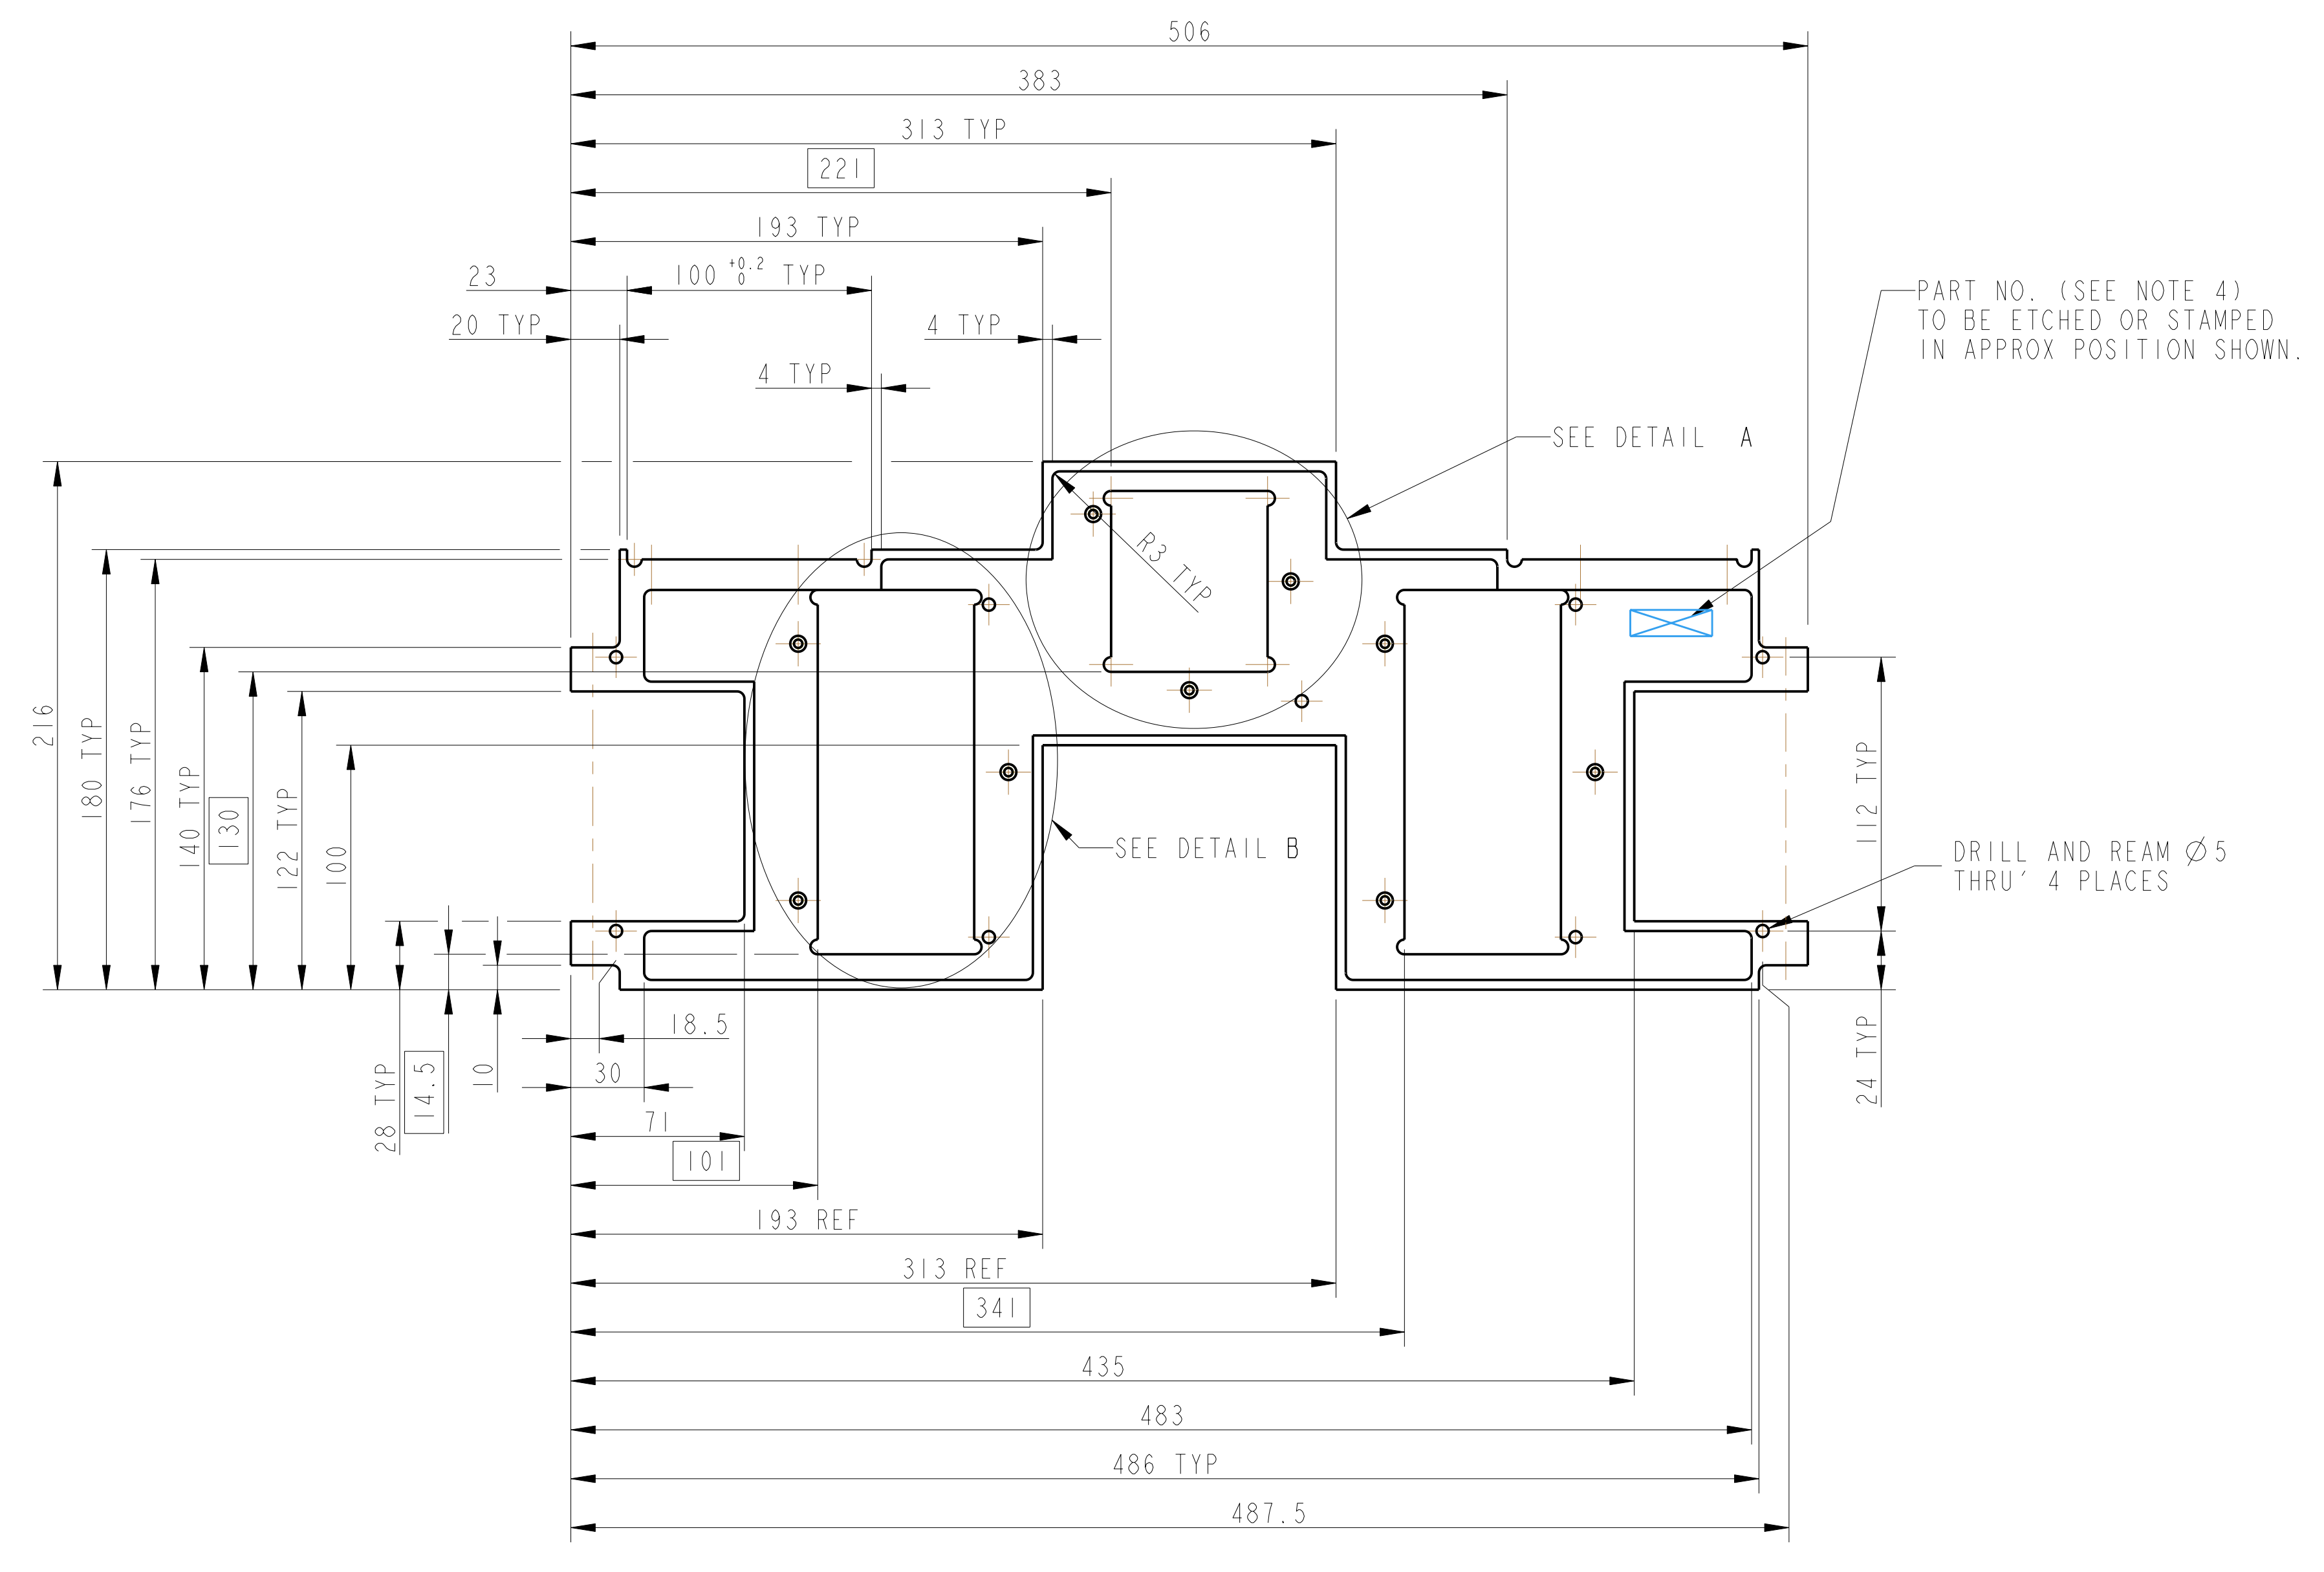 506
383
313 TYP
221
193 TYP
23
100 +0.2 0 TYP
20 TYP
4 TYP
4 TYP
PART NO. (SEE NOTE 4)
TO BE ETCHED OR STAMPED
IN APPROX POSITION SHOWN.
SEE DETAIL A
R3 TYP
216
180 TYP
176 TYP
140 TYP
130
122 TYP
100
112 TYP
SEE DETAIL B
DRILL AND REAM Ø5
THRU' 4 PLACES
28 TYP
14.5
10
18.5
24 TYP
30
71
101
193 REF
313 REF
341
435
483
486 TYP
487.5